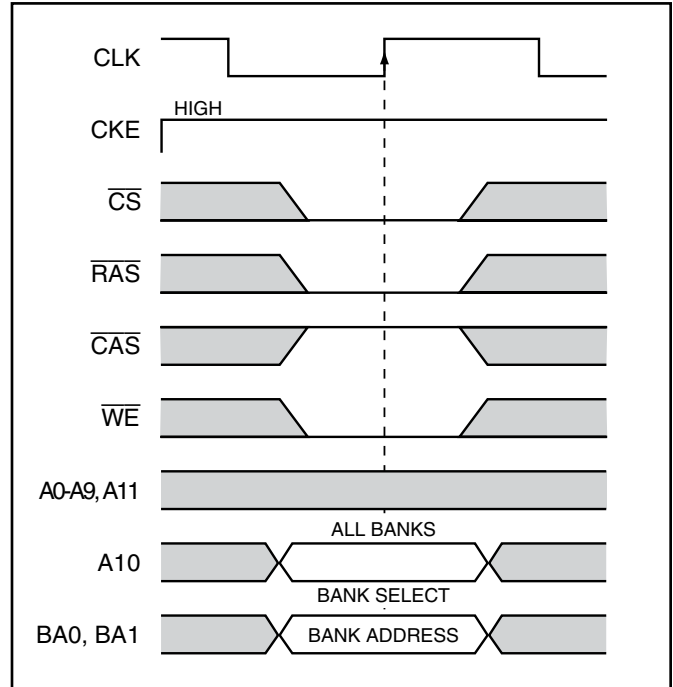 CLK
HIGH
CKE
CS
RAS
CAS
WE
A0-A9, A11
ALL BANKS
A10
BANK SELECT
BA0, BA1
BANK ADDRESS